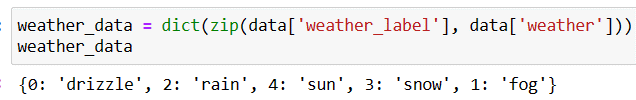 weather_data = dict(zip(data['weather_label'], data['weather']))
weather_data
{0: 'drizzle', 2: 'rain', 4: 'sun', 3: 'snow', 1: 'fog'}